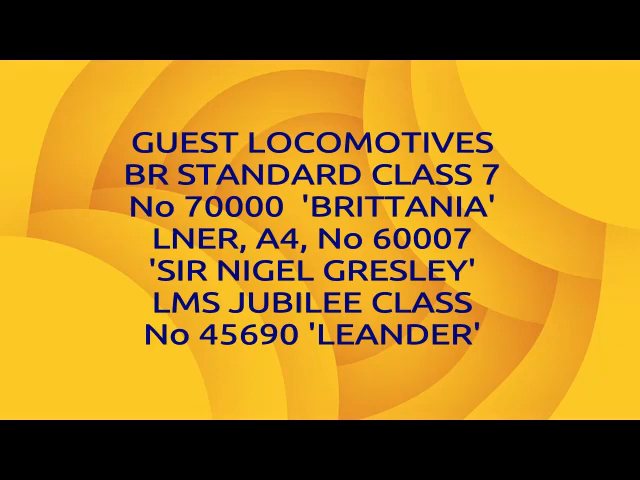 GUEST LOCOMOTIVES
BR STANDARD CLASS 7
No 70000 'BRITTANIA'
LNER, A4, No 60007
'SIR NIGEL GRESLEY'
LMS JUBILEE CLASS
No 45690 'LEANDER'